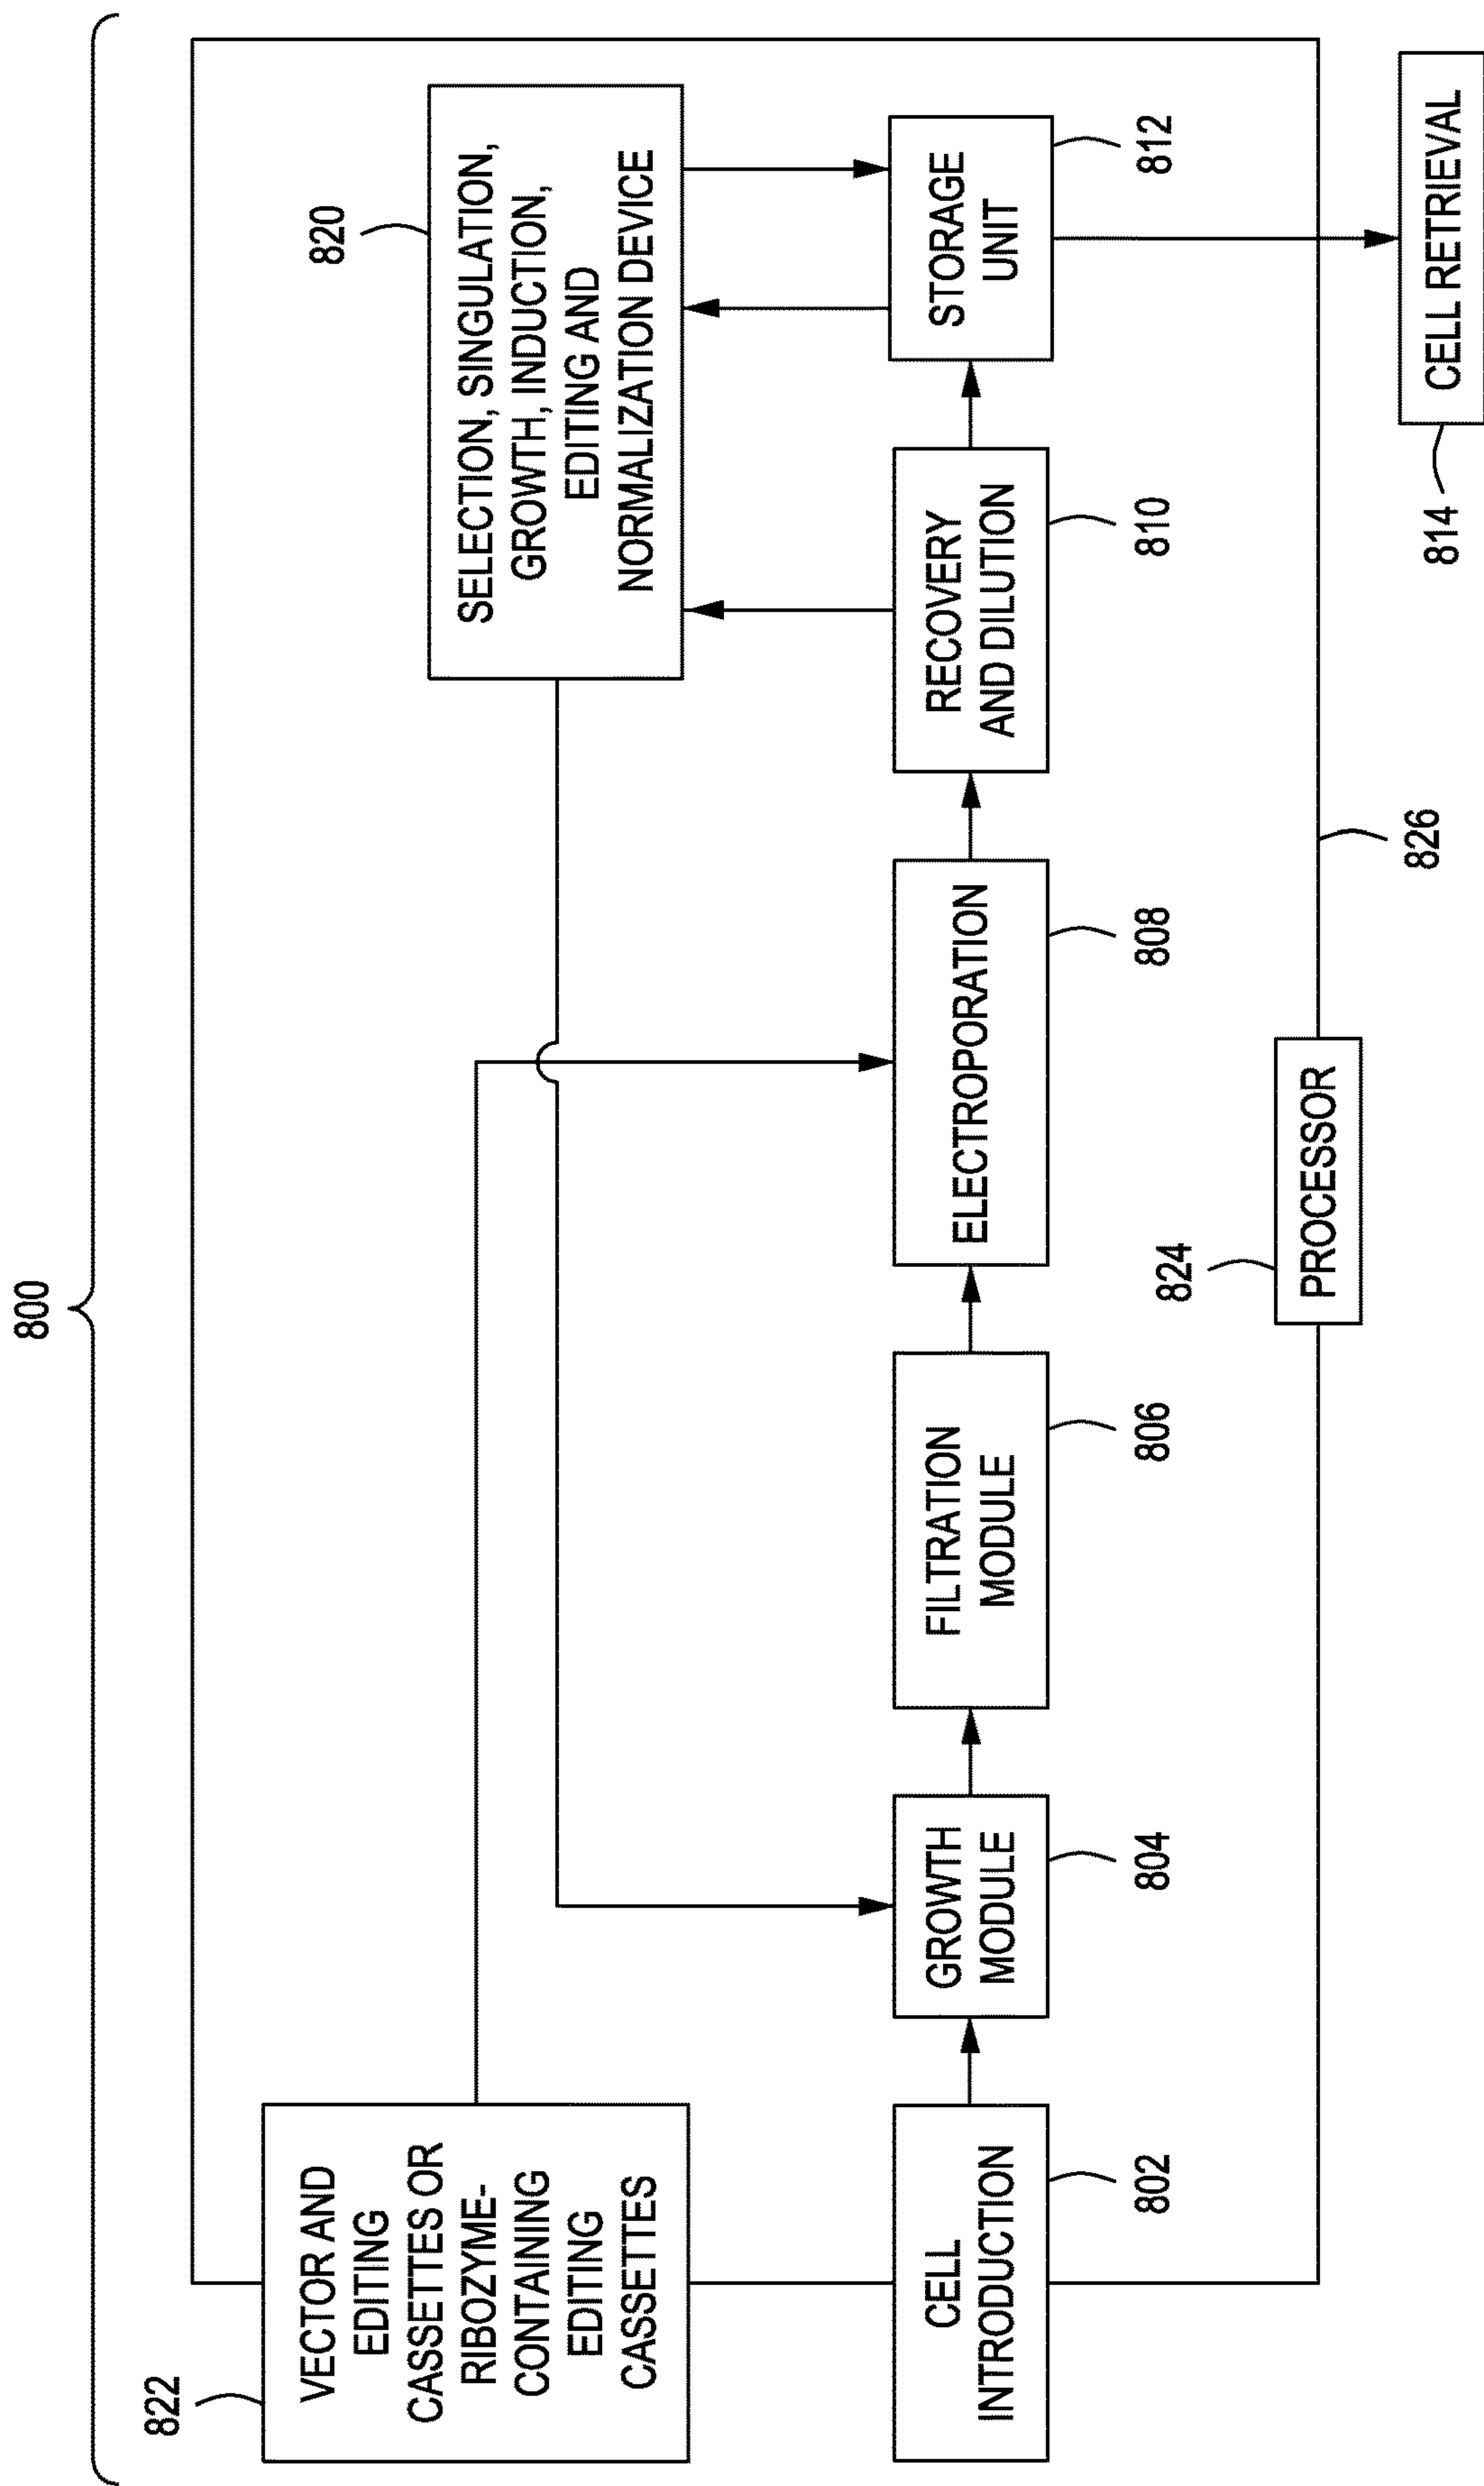 800
822
VECTOR AND
EDITING
CASSETTES OR
RIBOZYME-
CONTAINING
EDITING
CASSETTES
820
SELECTION, SINGULATION,
GROWTH, INDUCTION,
EDITING AND
NORMALIZATION DEVICE
CELL
INTRODUCTION
802
GROWTH
MODULE
804
FILTRATION
MODULE
806
ELECTROPORATION
808
RECOVERY
AND DILUTION
810
STORAGE
UNIT
812
824
PROCESSOR
826
814
CELL RETRIEVAL